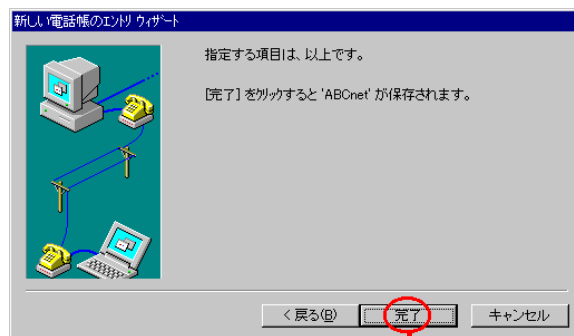 新しい電話帳のエントリ ウィザード
指定する項目は、以上です。
[完了] をクリックすると 'ABCnet' が保存されます。
< 戻る(B)
完了
キャンセル